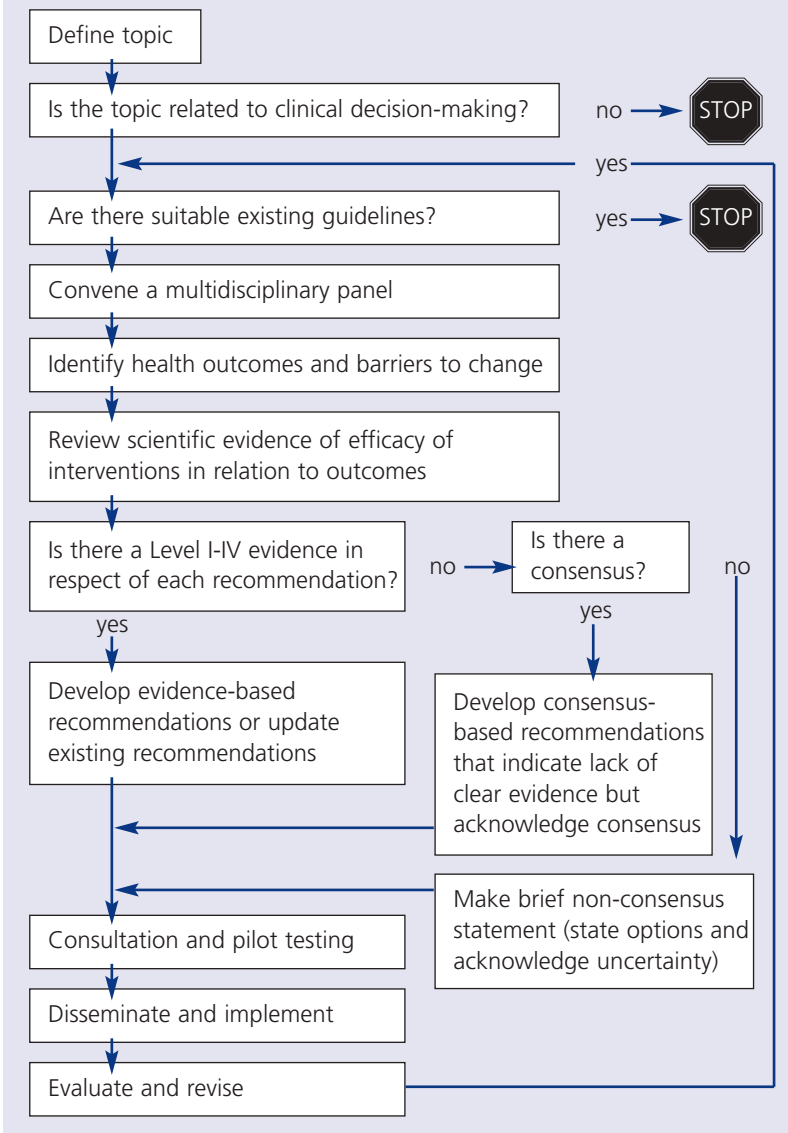 Define topic
Is the topic related to clinical decision-making?
no
STOP
yes
Are there suitable existing guidelines?
yes
STOP
Convene a multidisciplinary panel
Identify health outcomes and barriers to change
Review scientific evidence of efficacy of
interventions in relation to outcomes
Is there a Level I-IV evidence in
respect of each recommendation?
no
Is there a
consensus?
no
yes
yes
Develop evidence-based
recommendations or update
existing recommendations
Develop consensus-
based recommendations
that indicate lack of
clear evidence but
acknowledge consensus
Make brief non-consensus
statement (state options and
acknowledge uncertainty)
Consultation and pilot testing
Disseminate and implement
Evaluate and revise